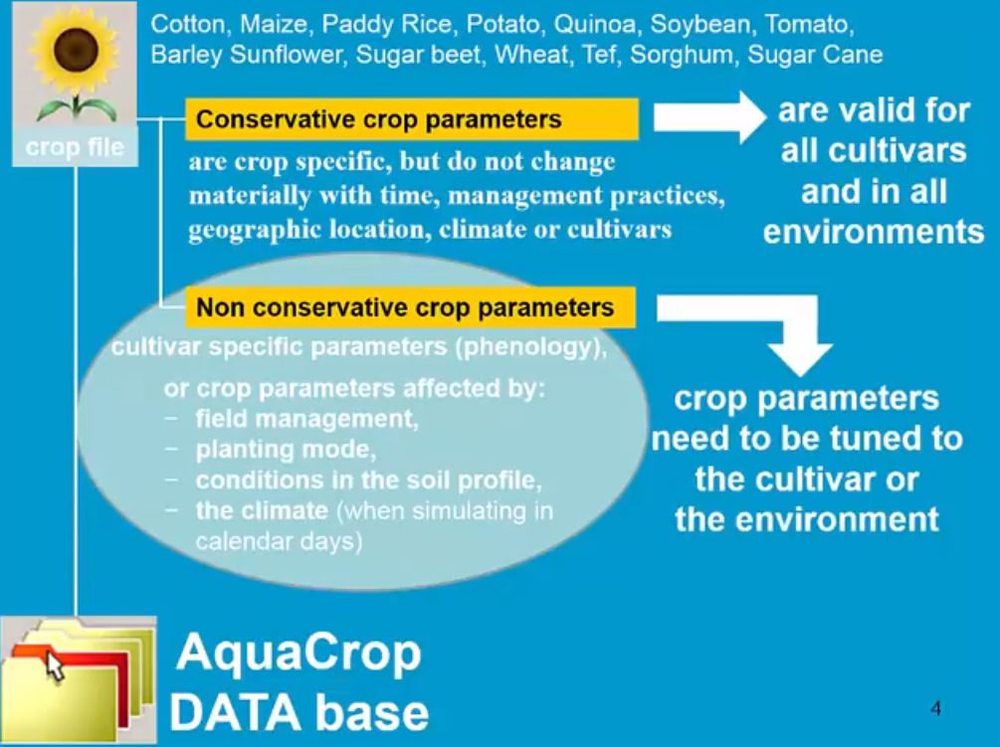 Cotton, Maize, Paddy Rice, Potato, Quinoa, Soybean, Tomato,
Barley Sunflower, Sugar beet, Wheat, Tef, Sorghum, Sugar Cane
crop file
Conservative crop parameters
are crop specific, but do not change
materially with time, management practices,
geographic location, climate or cultivars
are valid for
all cultivars
and in all
environments
Non conservative crop parameters
cultivar specific parameters (phenology),
or crop parameters affected by:
– field management,
– planting mode,
– conditions in the soil profile,
– the climate (when simulating in
calendar days)
crop parameters
need to be tuned to
the cultivar or
the environment
AquaCrop
DATA base
4